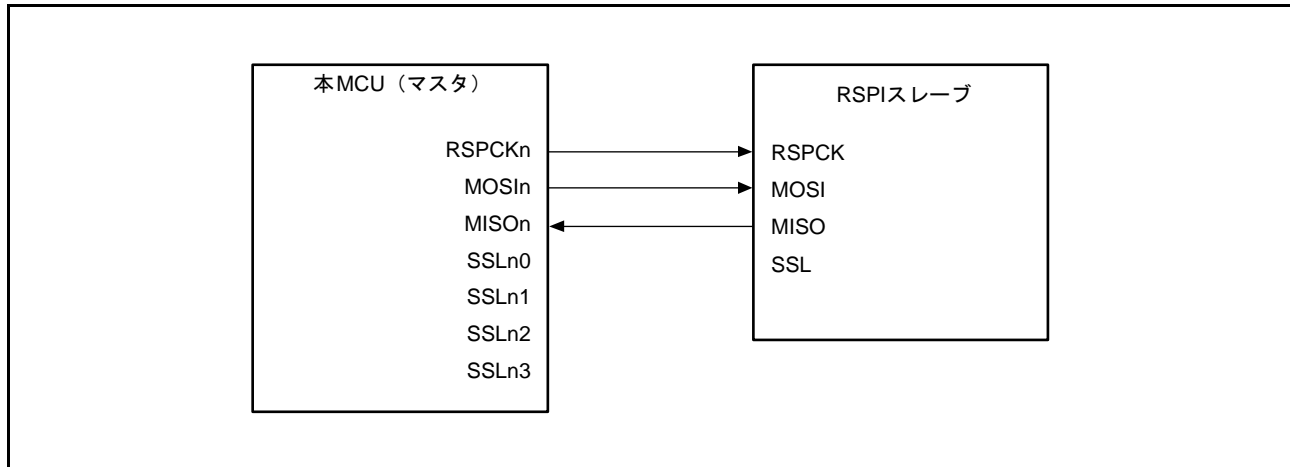 本MCU（マスタ）
RSPCKn
MOSIn
MISOn
SSLn0
SSLn1
SSLn2
SSLn3
RSPIスレーブ
RSPCK
MOSI
MISO
SSL